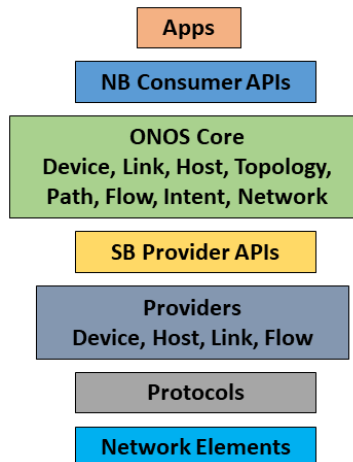 Apps
NB Consumer APIs
ONOS Core
Device, Link, Host, Topology,
Path, Flow, Intent, Network
SB Provider APIs
Providers
Device, Host, Link, Flow
Protocols
Network Elements